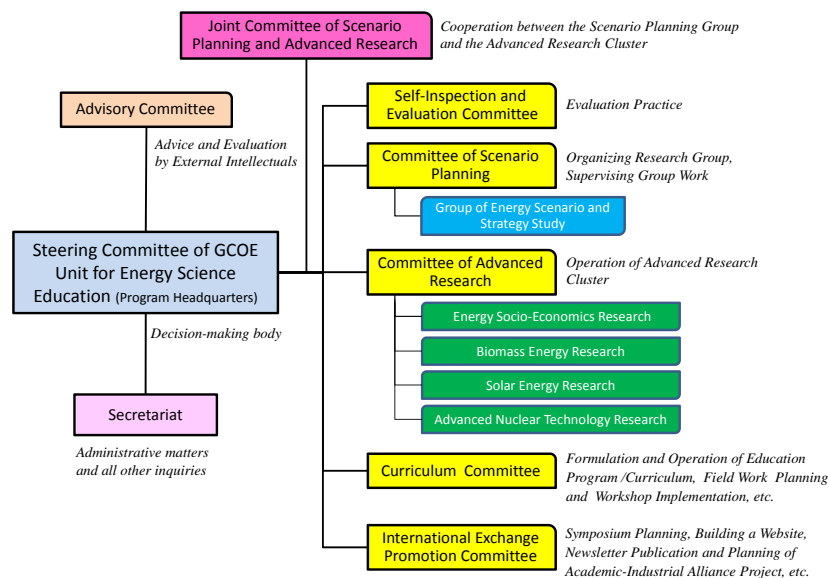 Joint Committee of Scenario
Planning and Advanced Research
Cooperation between the Scenario Planning Group
and the Advanced Research Cluster
Advisory Committee
Advice and Evaluation
by External Intellectuals
Steering Committee of GCOE
Unit for Energy Science
Education (Program Headquarters)
Decision-making body
Secretariat
Administrative matters
and all other inquiries
Self-Inspection and
Evaluation Committee
Evaluation Practice
Committee of Scenario
Planning
Organizing Research Group,
Supervising Group Work
Group of Energy Scenario and
Strategy Study
Committee of Advanced
Research
Operation of Advanced Research
Cluster
Energy Socio-Economics Research
Biomass Energy Research
Solar Energy Research
Advanced Nuclear Technology Research
Curriculum Committee
Formulation and Operation of Education
Program /Curriculum, Field Work Planning
and Workshop Implementation, etc.
International Exchange
Promotion Committee
Symposium Planning, Building a Website,
Newsletter Publication and Planning of
Academic-Industrial Alliance Project, etc.